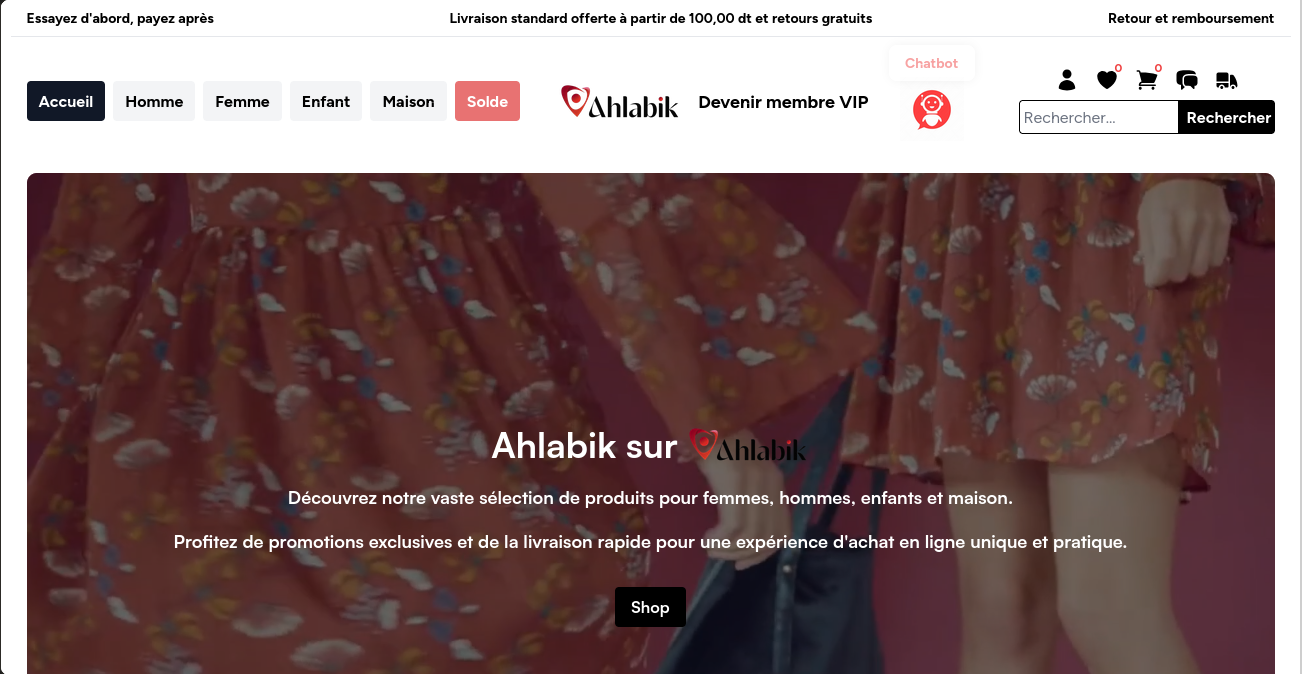 Essayez d'abord, payez après
Livraison standard offerte à partir de 100,00 dt et retours gratuits
Retour et remboursement
Chatbot
0
0
Accueil
Homme
Femme
Enfant
Maison
Solde
Ahlabik
Devenir membre VIP
Rechercher...
Rechercher
Ahlabik sur Ahlabik
Découvrez notre vaste sélection de produits pour femmes, hommes, enfants et maison.
Profitez de promotions exclusives et de la livraison rapide pour une expérience d'achat en ligne unique et pratique.
Shop